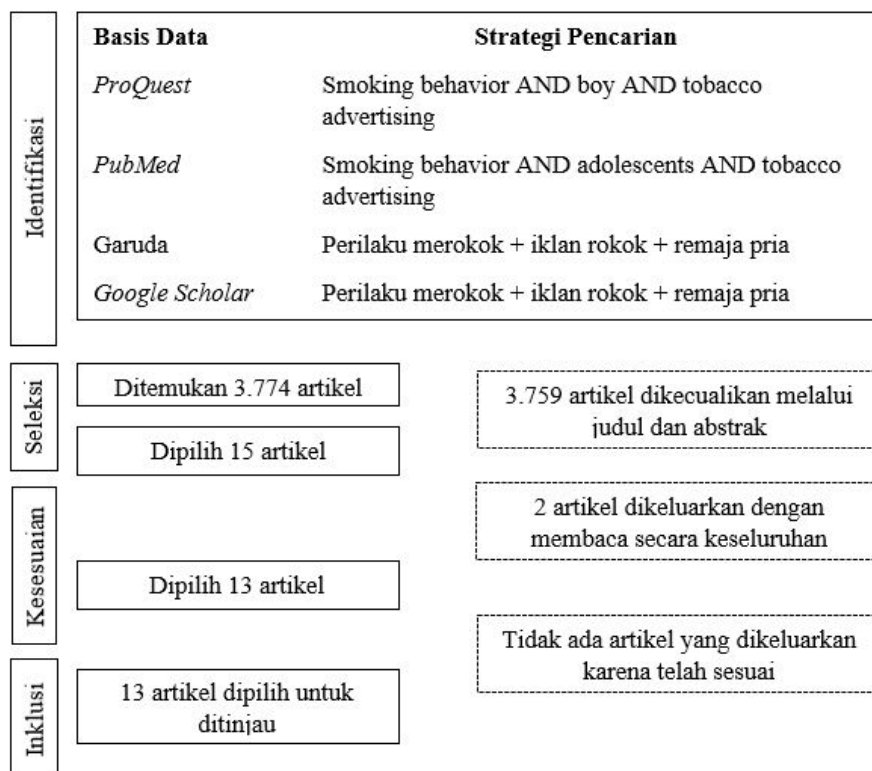 Identifikasi
Basis Data Strategi Pencarian
ProQuest Smoking behavior AND boy AND tobacco
advertising
PubMed Smoking behavior AND adolescents AND tobacco
advertising
Garuda Perilaku merokok + iklan rokok + remaja pria
Google Scholar Perilaku merokok + iklan rokok + remaja pria
Seleksi
Ditemukan 3.774 artikel
3.759 artikel dikecualikan melalui
judul dan abstrak
Dipilih 15 artikel
Kesesuaian
2 artikel dikeluarkan dengan
membaca secara keseluruhan
Dipilih 13 artikel
Tidak ada artikel yang dikeluarkan
karena telah sesuai
Inklusi
13 artikel dipilih untuk
ditinjau